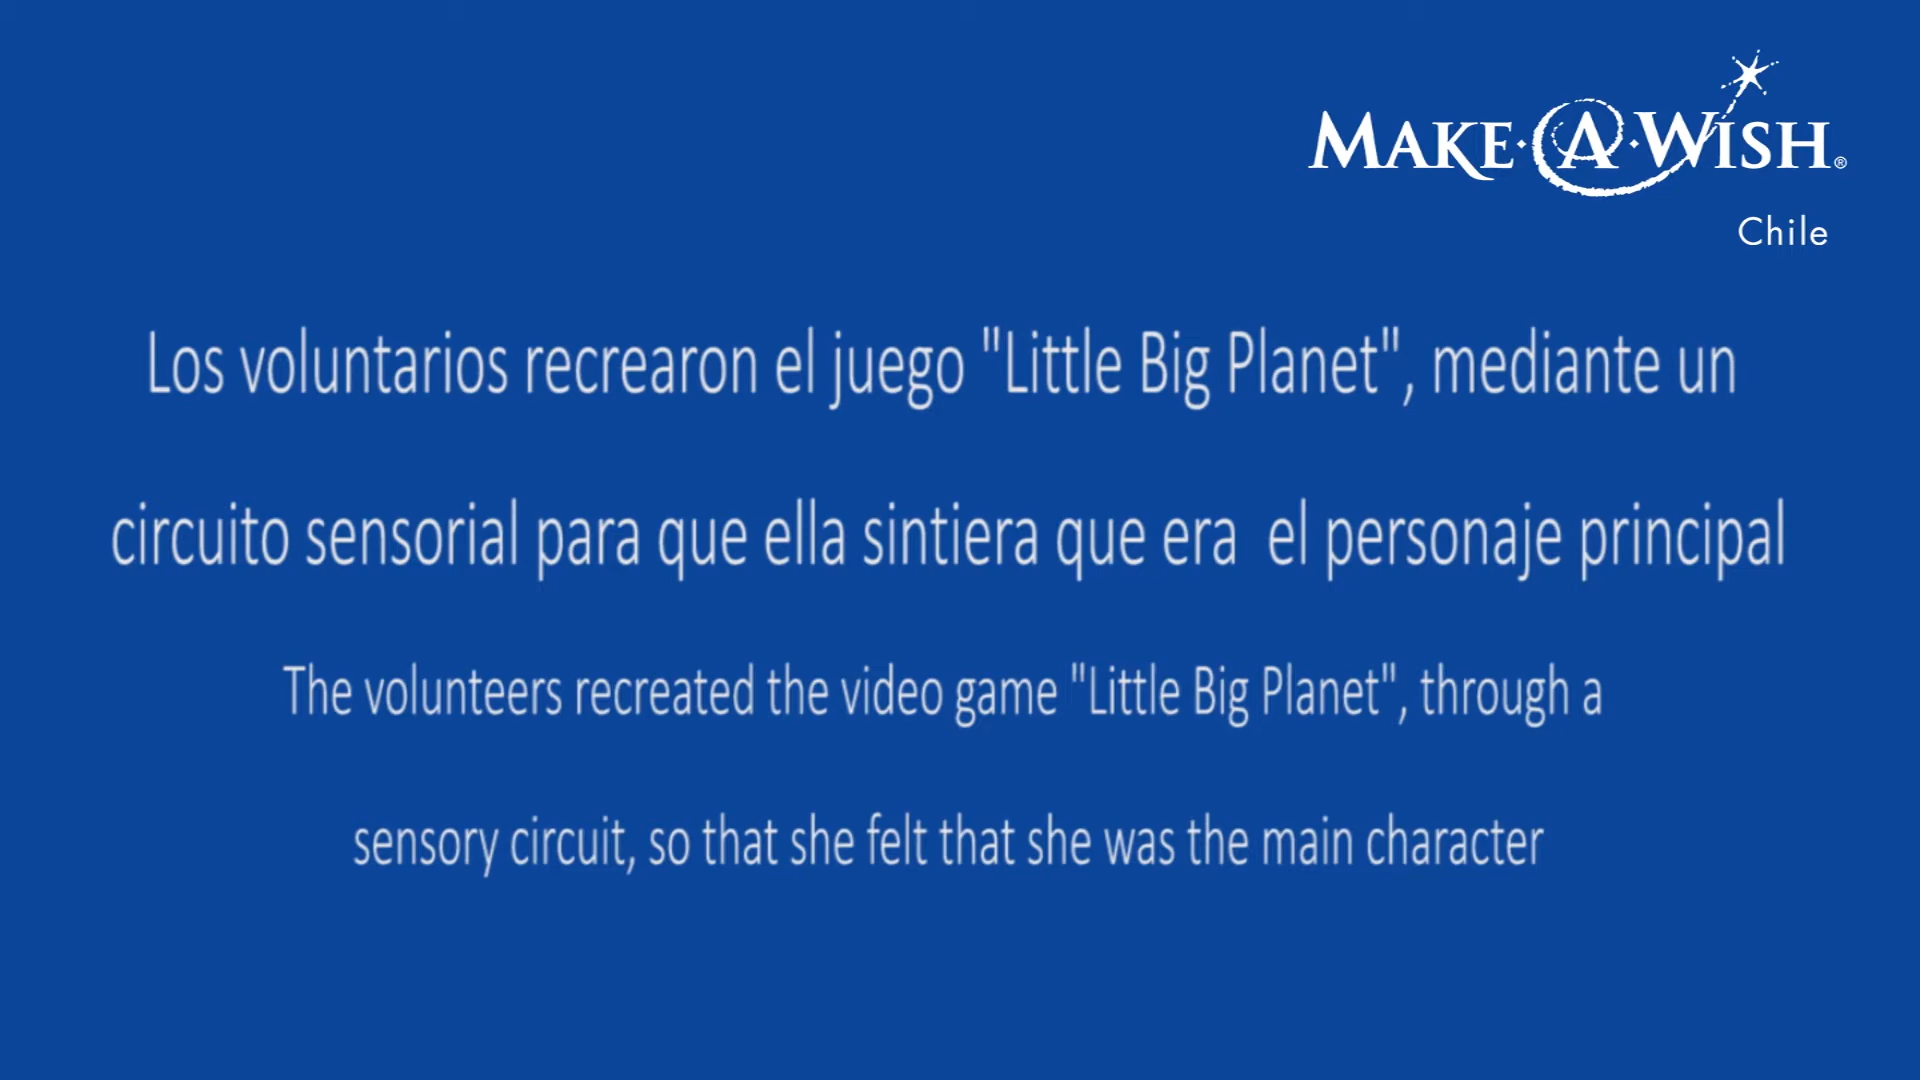 MAKE·A·WISH®
Chile
Los voluntarios recrearon el juego "Little Big Planet", mediante un
circuito sensorial para que ella sintiera que era  el personaje principal
The volunteers recreated the video game "Little Big Planet", through a
sensory circuit, so that she felt that she was the main character